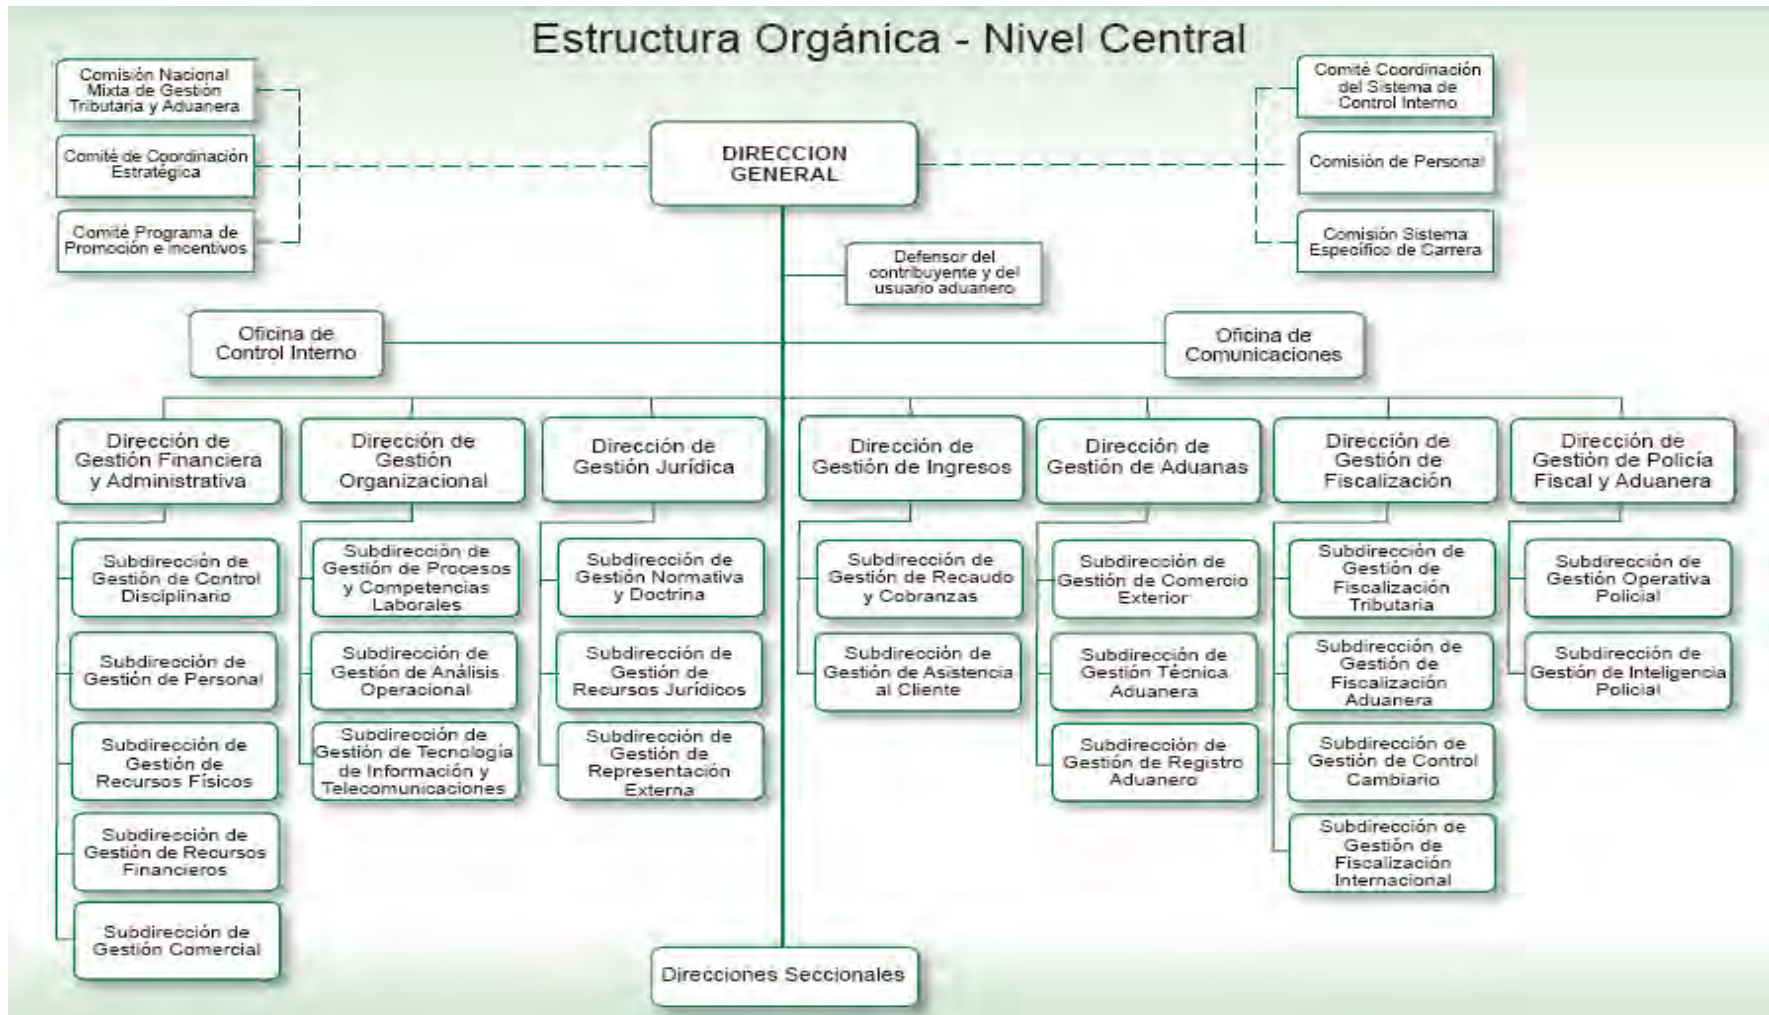 Estructura Orgánica - Nivel Central
Comisión Nacional
Mixta de Gestión
Tributaria y Aduanera
Comité de Coordinación
Estratégica
Comité Programa de
Promoción e incentivos
DIRECCION
GENERAL
Comité Coordinación
del Sistema de
Control Interno
Comisión de Personal
Comisión Sistema
Específico de Carrera
Defensor del
contribuyente y del
usuario aduanero
Oficina de
Control Interno
Oficina de
Comunicaciones
Dirección de
Gestión Financiera
y Administrativa
Dirección de
Gestión
Organizacional
Dirección de
Gestión Jurídica
Dirección de
Gestión de Ingresos
Dirección de
Gestión de Aduanas
Dirección de
Gestión de
Fiscalización
Dirección de
Gestión de Policía
Fiscal y Aduanera
Subdirección de
Gestión de Control
Disciplinario
Subdirección de
Gestión de Personal
Subdirección de
Gestión de
Recursos Físicos
Subdirección de
Gestión de Recursos
Financieros
Subdirección de
Gestión Comercial
Subdirección de
Gestión de Procesos
y Competencias
Laborales
Subdirección de
Gestión de Análisis
Operacional
Subdirección de
Gestión de Tecnología
de Información y
Telecomunicaciones
Subdirección de
Gestión Normativa
y Doctrina
Subdirección de
Gestión de
Recursos Jurídicos
Subdirección de
Gestión de
Representación
Externa
Subdirección de
Gestión de Recaudo
y Cobranzas
Subdirección de
Gestión de Asistencia
al Cliente
Subdirección de
Gestión de Comercio
Exterior
Subdirección de
Gestión Técnica
Aduanera
Subdirección de
Gestión de Registro
Aduanero
Subdirección de
Gestión de
Fiscalización
Tributaria
Subdirección de
Gestión de
Fiscalización
Aduanera
Subdirección de
Gestión de Control
Cambiario
Subdirección de
Gestión de
Fiscalización
Internacional
Subdirección de
Gestión Operativa
Policial
Subdirección de
Gestión de Inteligencia
Policial
Direcciones Seccionales